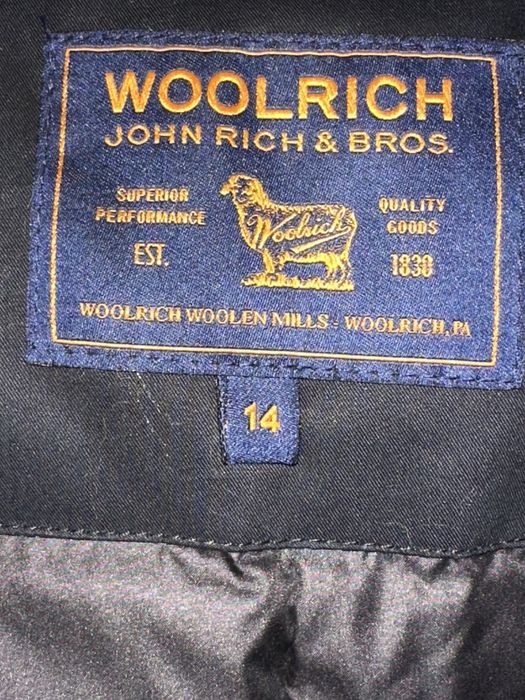 WOOLRICH
JOHN RICH & BROS.
SUPERIOR
PERFORMANCE
EST.
Woolrich
QUALITY
GOODS
1830
WOOLRICH WOOLEN MILLS - WOOLRICH, PA
14